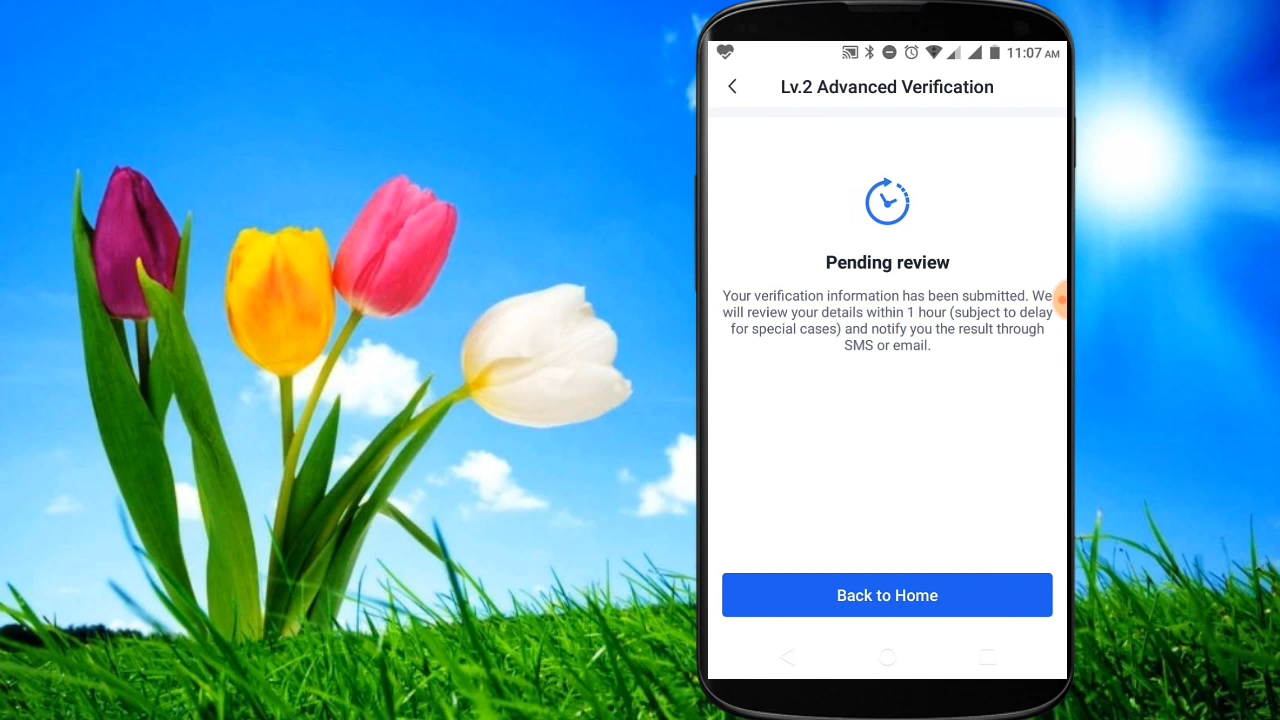 11:07 AM
Lv.2 Advanced Verification
Pending review
Your verification information has been submitted. We
will review your details within 1 hour (subject to delay
for special cases) and notify you the result through
SMS or email.
Back to Home